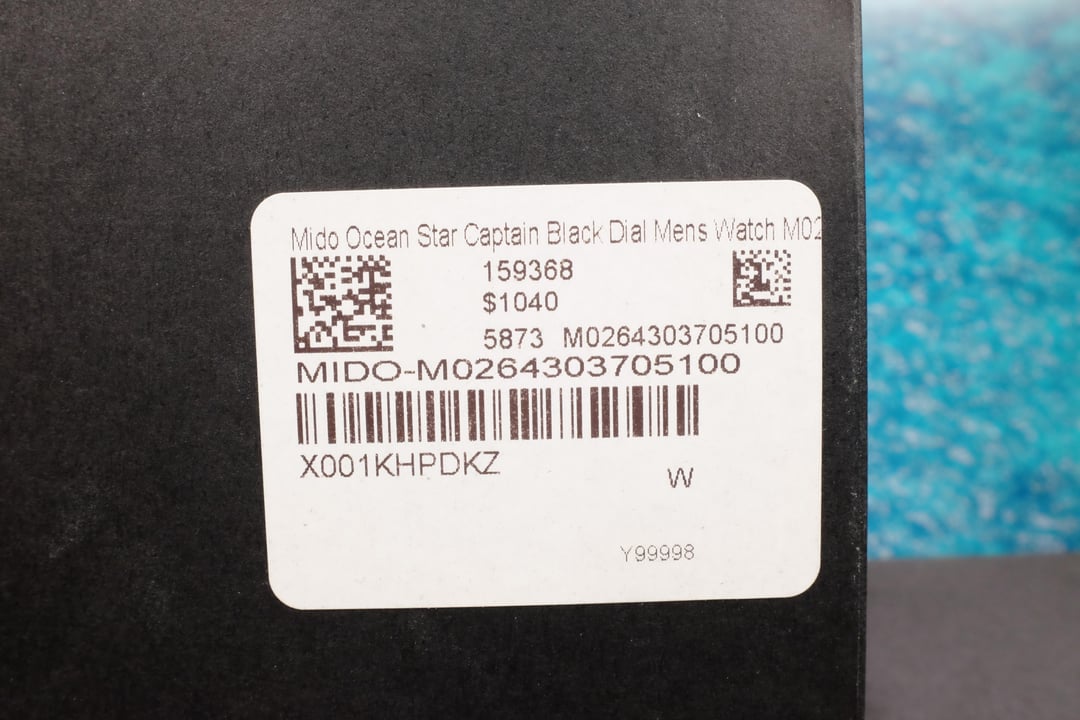 Mido Ocean Star Captain Black Dial Mens Watch M02
159368
$1040
5873 M0264303705100
MIDO-M0264303705100
X001KHPDKZ
W
Y99998